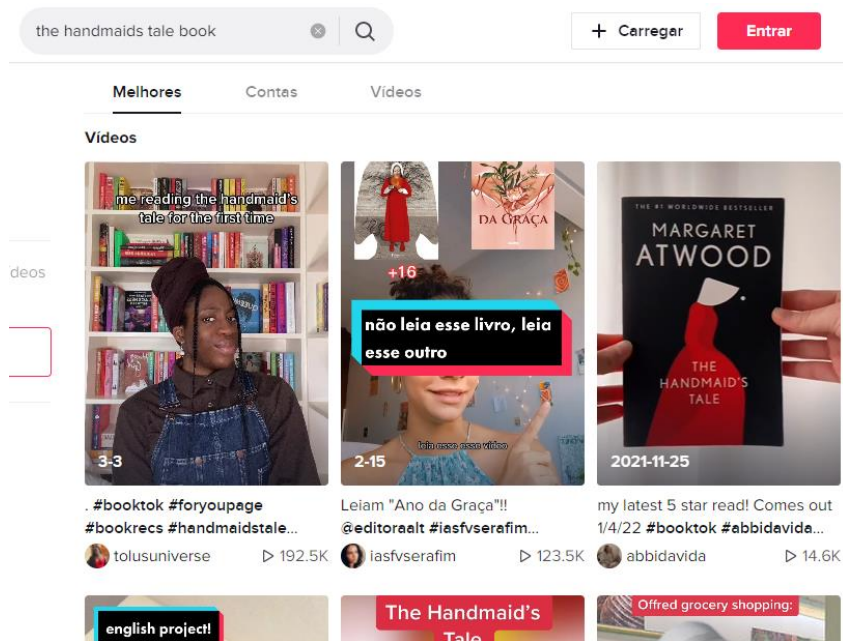 the handmaids tale book
+ Carregar
Entrar
Melhores
Contas
Vídeos
Vídeos
deos
me reading the handmaid's
tale for the first time
3-3
DA GRAÇA
+16
não leia esse livro, leia
esse outro
leia esse esse vídeo
2-15
THE #1 WORLDWIDE BESTSELLER
MARGARET
ATWOOD
THE
HANDMAID'S
TALE
2021-11-25
. #booktok #foryoupage
#bookrecs #handmaidstale...
tolusuniverse
192.5K
Leiam "Ano da Graça"!!
@editoraalt #iasfvserafim...
iasfvserafim
123.5K
my latest 5 star read! Comes out
1/4/22 #booktok #abbidavida...
abbidavida
14.6K
english project!
The Handmaid's
Tale
Offred grocery shopping: